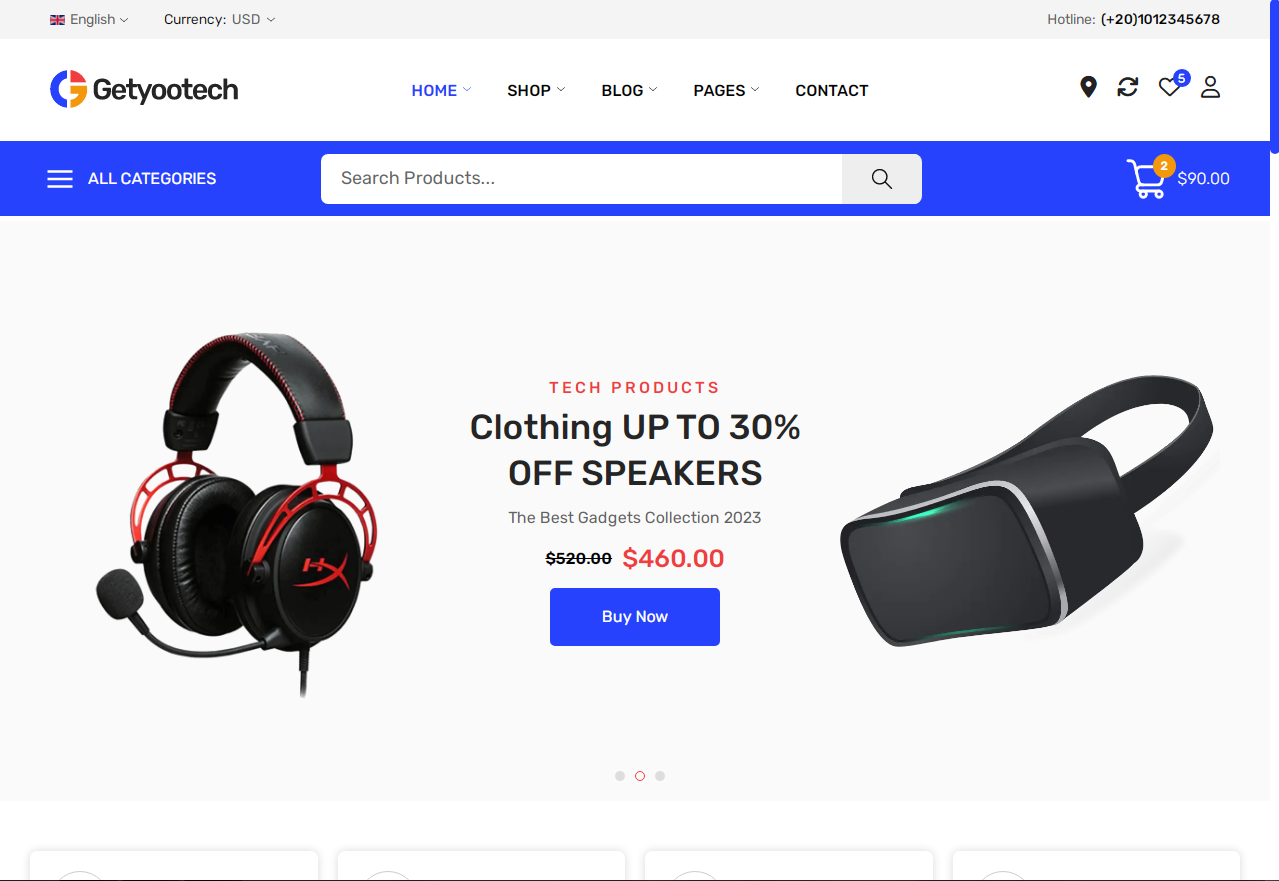 English
Currency: USD
Hotline: (+20)1012345678
Getyootech
HOME
SHOP
BLOG
PAGES
CONTACT
5
ALL CATEGORIES
Search Products...
2
$90.00
TECH PRODUCTS
Clothing UP TO 30%
OFF SPEAKERS
The Best Gadgets Collection 2023
$520.00 $460.00
Buy Now
HX